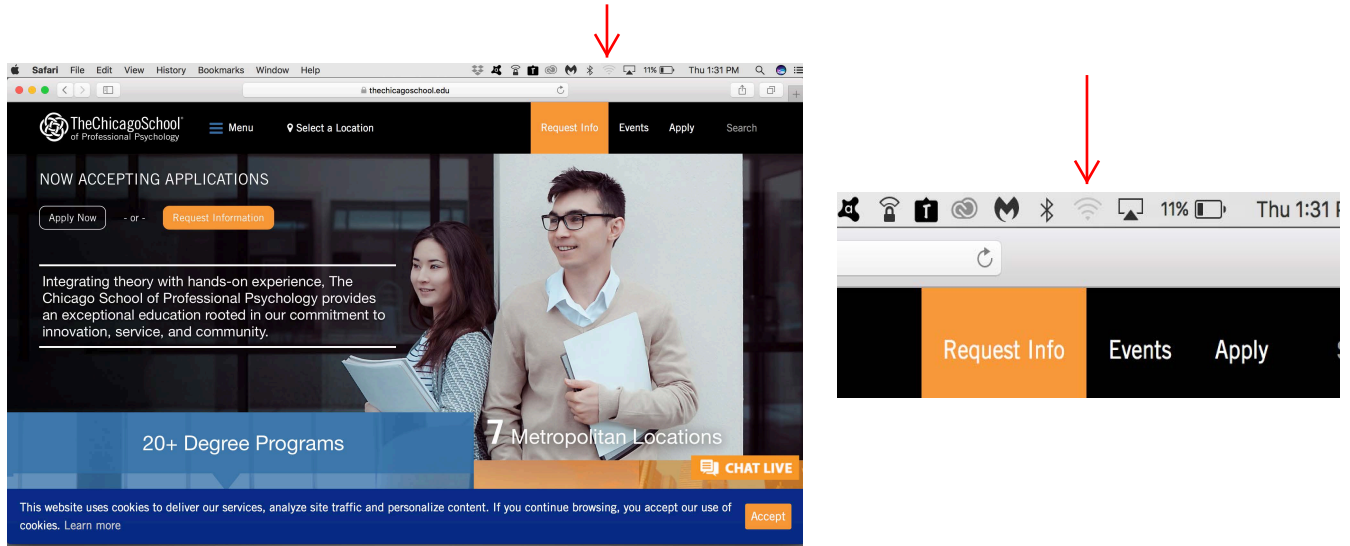 Safari File Edit View History Bookmarks Window Help 11% Thu 1:31 PM
thechicagoschool.edu
TheChicagoSchool
of Professional Psychology
Menu
Select a Location
Request Info
Events
Apply
Search
NOW ACCEPTING APPLICATIONS
Apply Now - or - Request Information
Integrating theory with hands-on experience, The
Chicago School of Professional Psychology provides
an exceptional education rooted in our commitment to
innovation, service, and community.
20+ Degree Programs
7 Metropolitan Locations
CHAT LIVE
This website uses cookies to deliver our services, analyze site traffic and personalize content. If you continue browsing, you accept our use of
cookies. Learn more
Accept
11% Thu 1:31
Request Info Events Apply